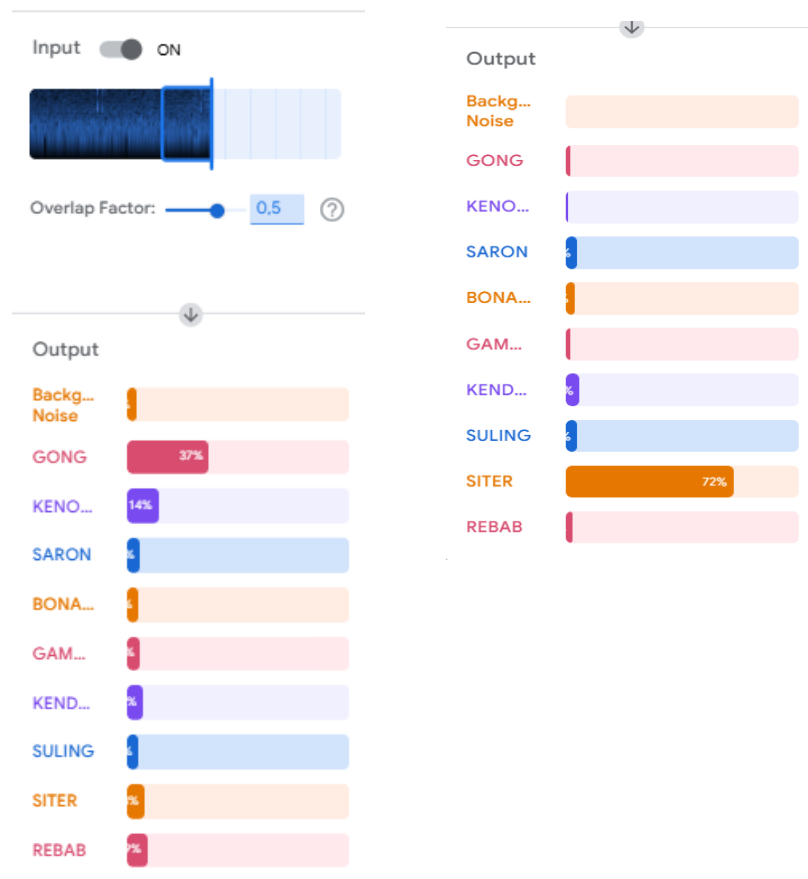 Input ON
Overlap Factor: 0,5 ?
Output
Backg...
Noise
GONG 37%
KENO... 14%
SARON %
BONA...
GAM... %
KEND... %
SULING
SITER %
REBAB %
Output
Backg...
Noise
GONG
KENO...
SARON
BONA...
GAM...
KEND... %
SULING
SITER 72%
REBAB